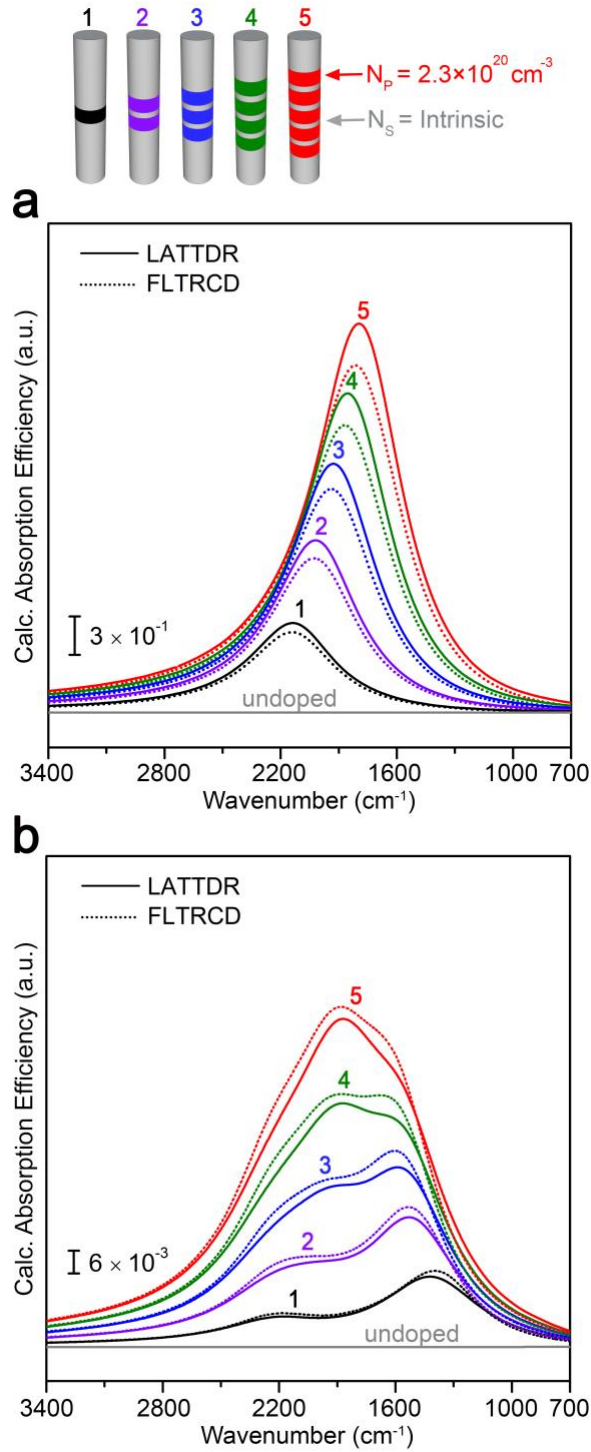 1 2 3 4 5
N_P = 2.3×10^20 cm^-3
N_S = Intrinsic
a
LATTDR
FLTRCD
5
4
3
2
1
3 × 10^-1
undoped
Calc. Absorption Efficiency (a.u.)
3400 2800 2200 1600 1000 700
Wavenumber (cm^-1)
b
LATTDR
FLTRCD
5
4
3
2
1
6 × 10^-3
undoped
Calc. Absorption Efficiency (a.u.)
3400 2800 2200 1600 1000 700
Wavenumber (cm^-1)